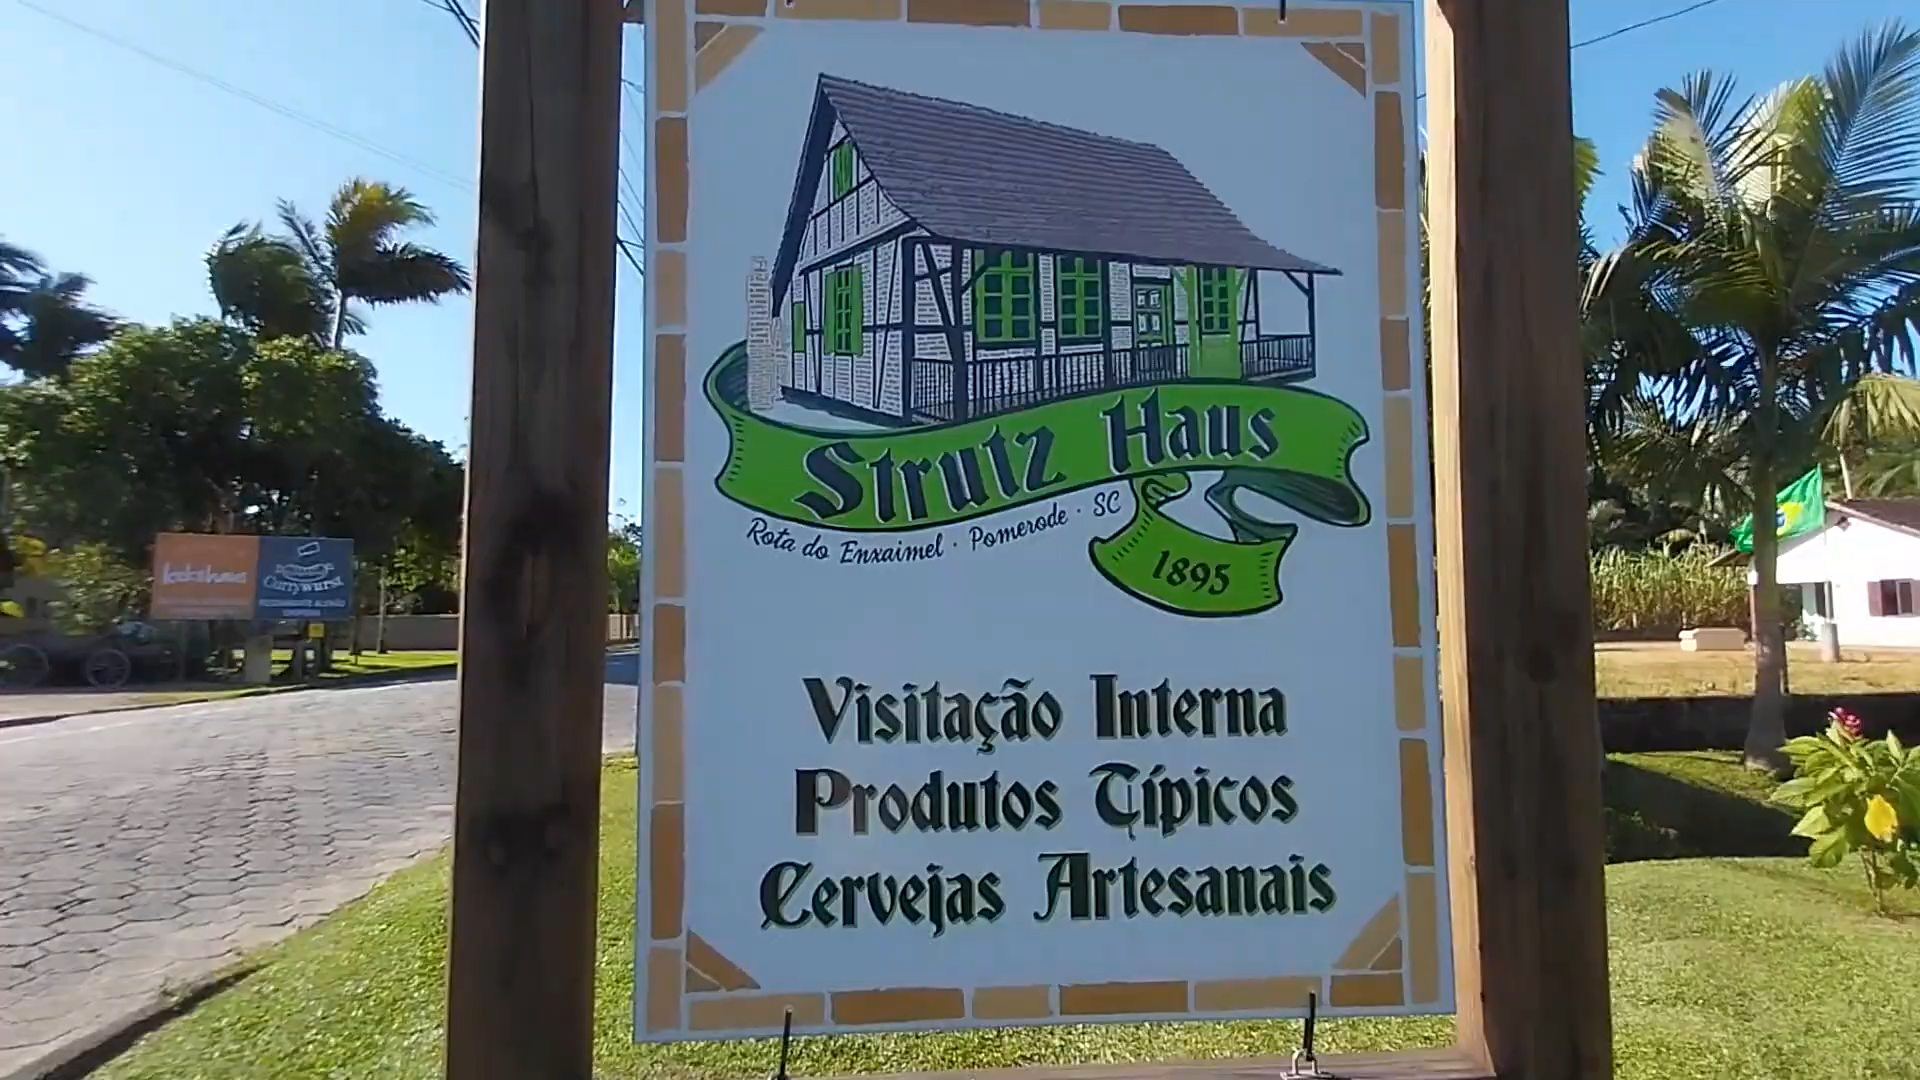 Strutz Haus
Rota do Enxaimel · Pomerode · SC
1895
Visitação Interna
Produtos Típicos
Cervejas Artesanais
Currywurst